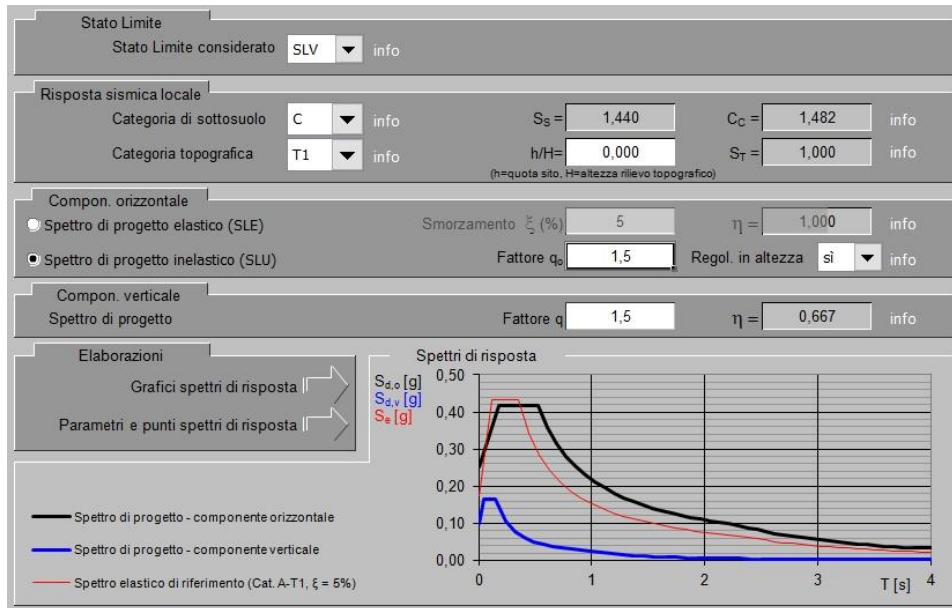 Stato Limite
Stato Limite considerato SLV info
Risposta sismica locale
Categoria di sottosuolo C info S_S = 1,440 C_C = 1,482 info
Categoria topografica T1 info h/H= 0,000 S_T = 1,000 info
(h=quota sito, H=altezza rilievo topografico)
Compon. orizzontale
Spettro di progetto elastico (SLE) Smorzamento ξ (%) 5 η = 1,000 info
Spettro di progetto inelastico (SLU) Fattore q_o 1,5 Regol. in altezza sì info
Compon. verticale
Spettro di progetto Fattore q 1,5 η = 0,667 info
Elaborazioni
Grafici spettri di risposta
Parametri e punti spettri di risposta
Spettri di risposta
S_d,o [g]
S_d,v [g]
S_e [g]
0,50
0,40
0,30
0,20
0,10
0,00
0 1 2 3 T [s] 4
Spettro di progetto - componente orizzontale
Spettro di progetto - componente verticale
Spettro elastico di riferimento (Cat. A-T1, ξ = 5%)